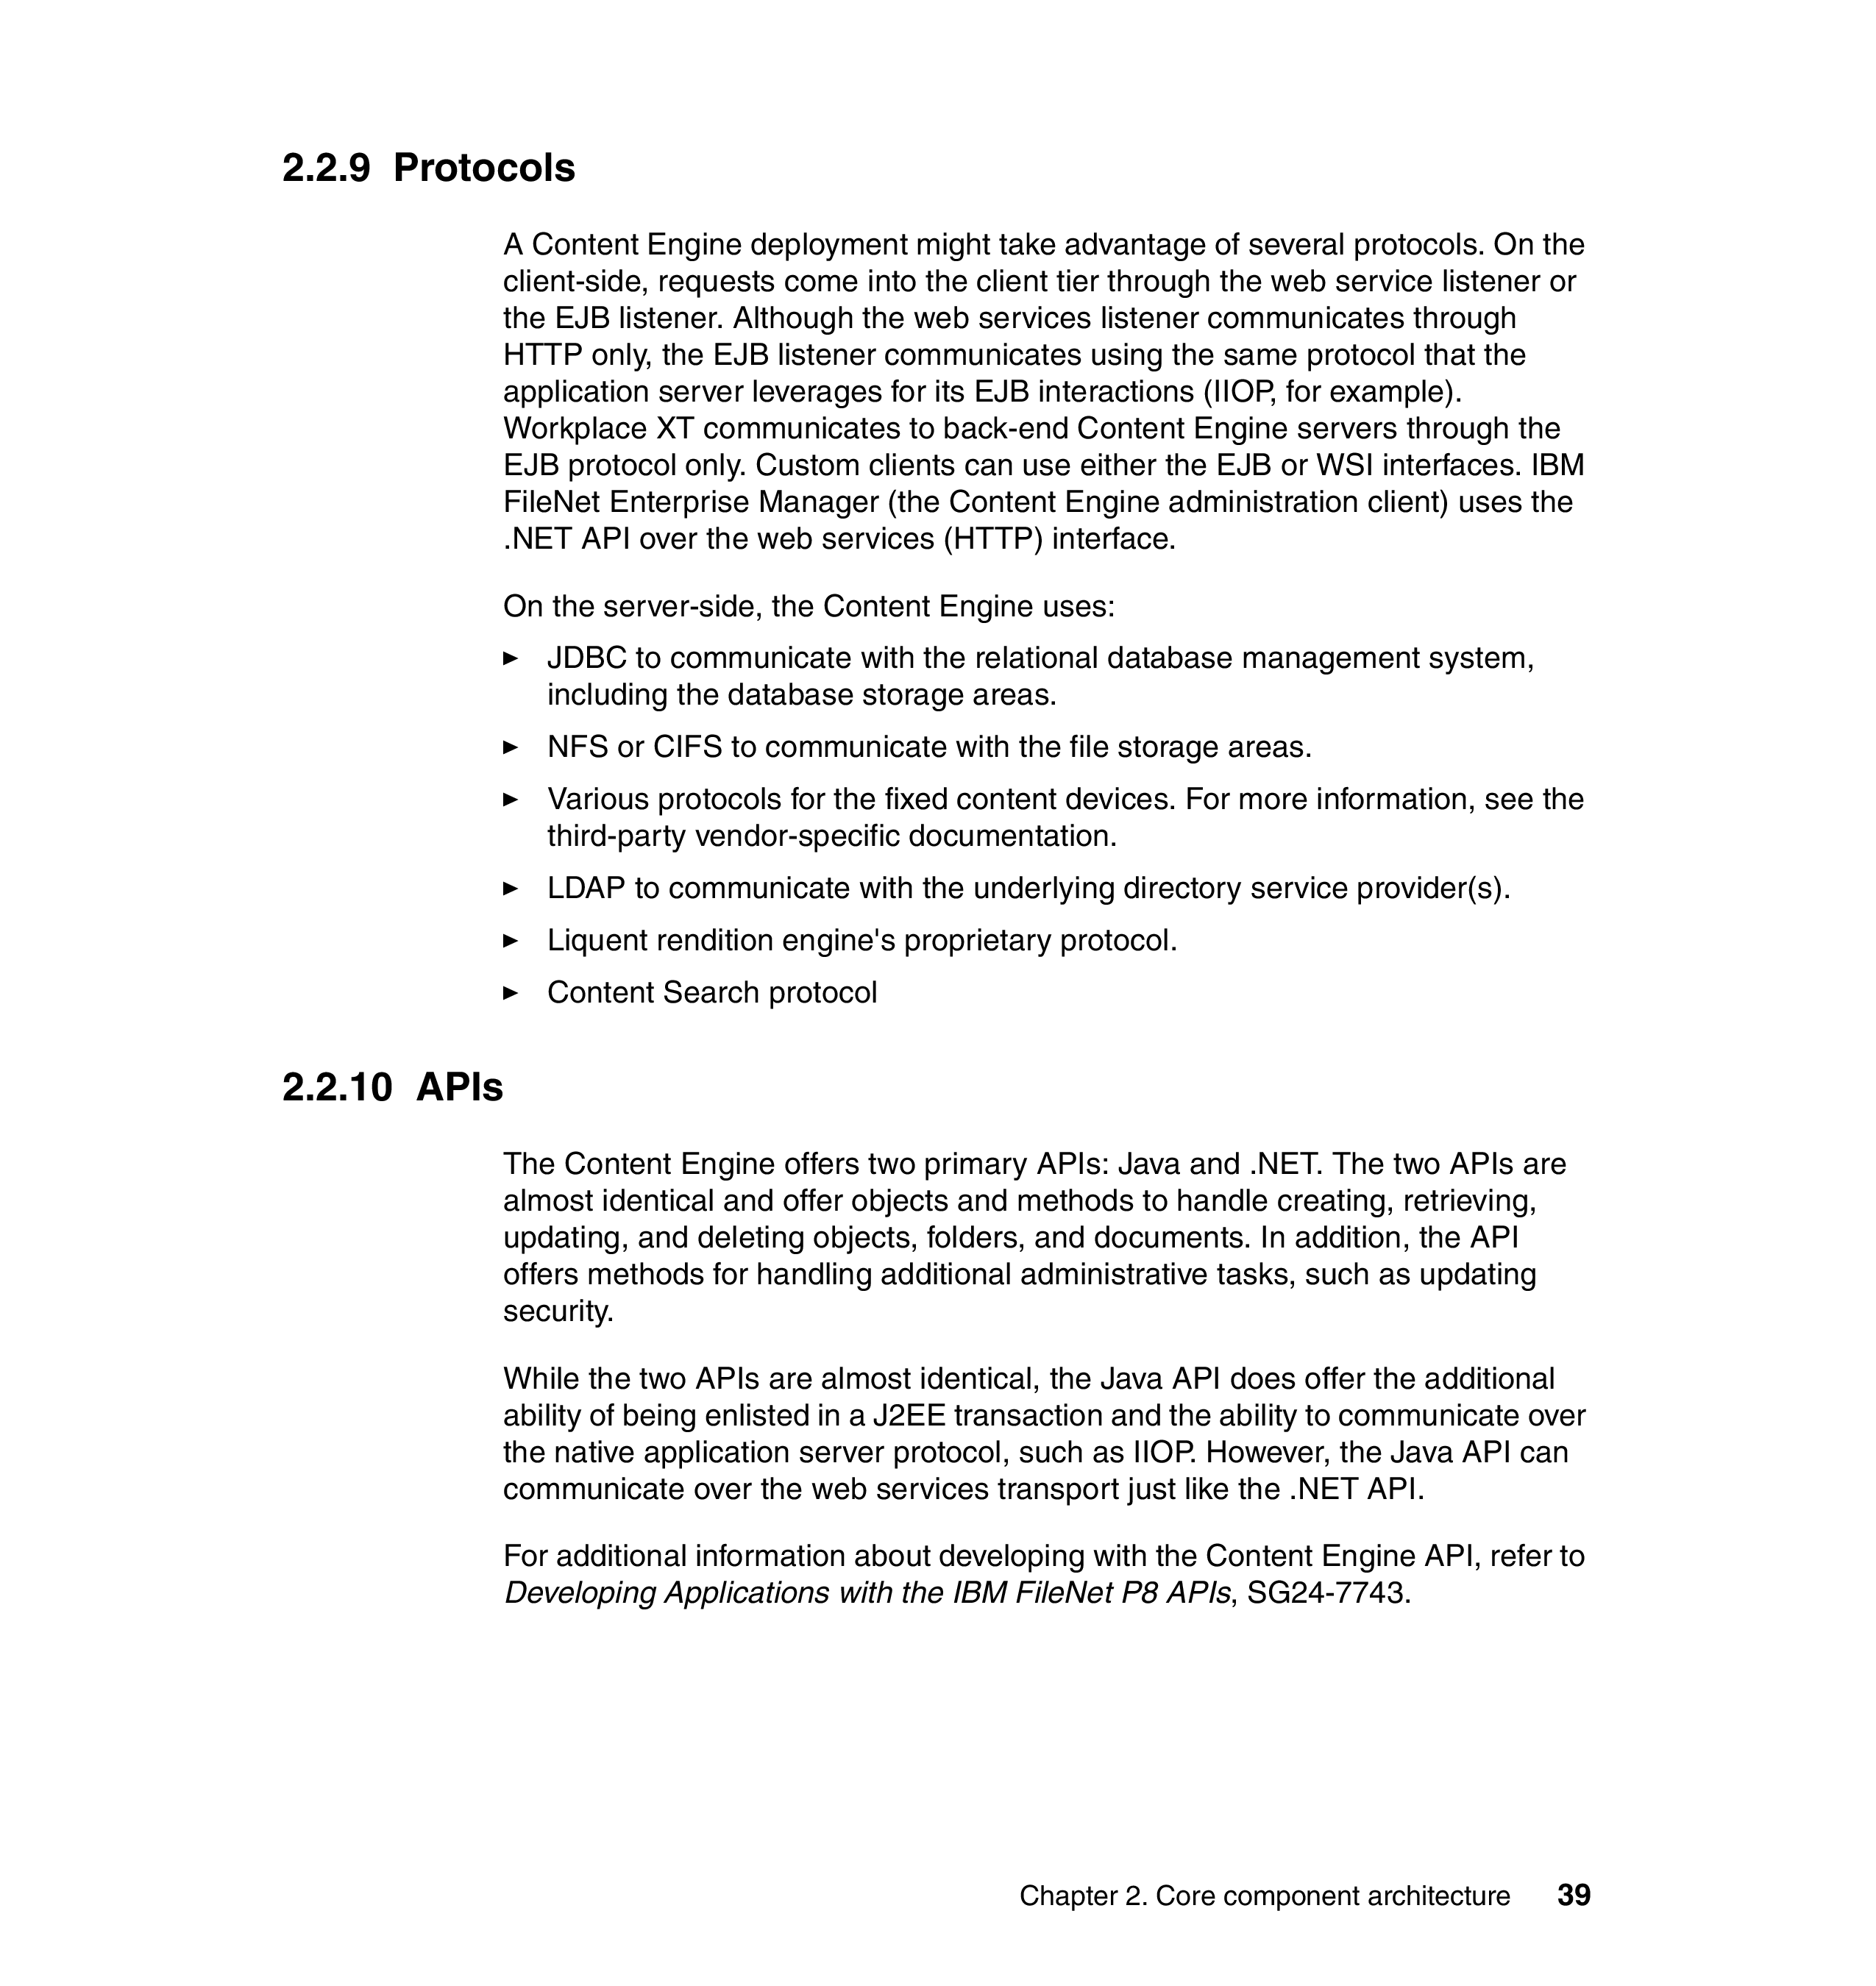 2.2.9 Protocols
A Content Engine deployment might take advantage of several protocols. On the
client-side, requests come into the client tier through the web service listener or
the EJB listener. Although the web services listener communicates through
HTTP only, the EJB listener communicates using the same protocol that the
application server leverages for its EJB interactions (IIOP, for example).
Workplace XT communicates to back-end Content Engine servers through the
EJB protocol only. Custom clients can use either the EJB or WSI interfaces. IBM
FileNet Enterprise Manager (the Content Engine administration client) uses the
.NET API over the web services (HTTP) interface.
On the server-side, the Content Engine uses:
► JDBC to communicate with the relational database management system,
including the database storage areas.
► NFS or CIFS to communicate with the file storage areas.
► Various protocols for the fixed content devices. For more information, see the
third-party vendor-specific documentation.
► LDAP to communicate with the underlying directory service provider(s).
► Liquent rendition engine's proprietary protocol.
► Content Search protocol
2.2.10 APIs
The Content Engine offers two primary APIs: Java and .NET. The two APIs are
almost identical and offer objects and methods to handle creating, retrieving,
updating, and deleting objects, folders, and documents. In addition, the API
offers methods for handling additional administrative tasks, such as updating
security.
While the two APIs are almost identical, the Java API does offer the additional
ability of being enlisted in a J2EE transaction and the ability to communicate over
the native application server protocol, such as IIOP. However, the Java API can
communicate over the web services transport just like the .NET API.
For additional information about developing with the Content Engine API, refer to
Developing Applications with the IBM FileNet P8 APIs, SG24-7743.
Chapter 2. Core component architecture 39